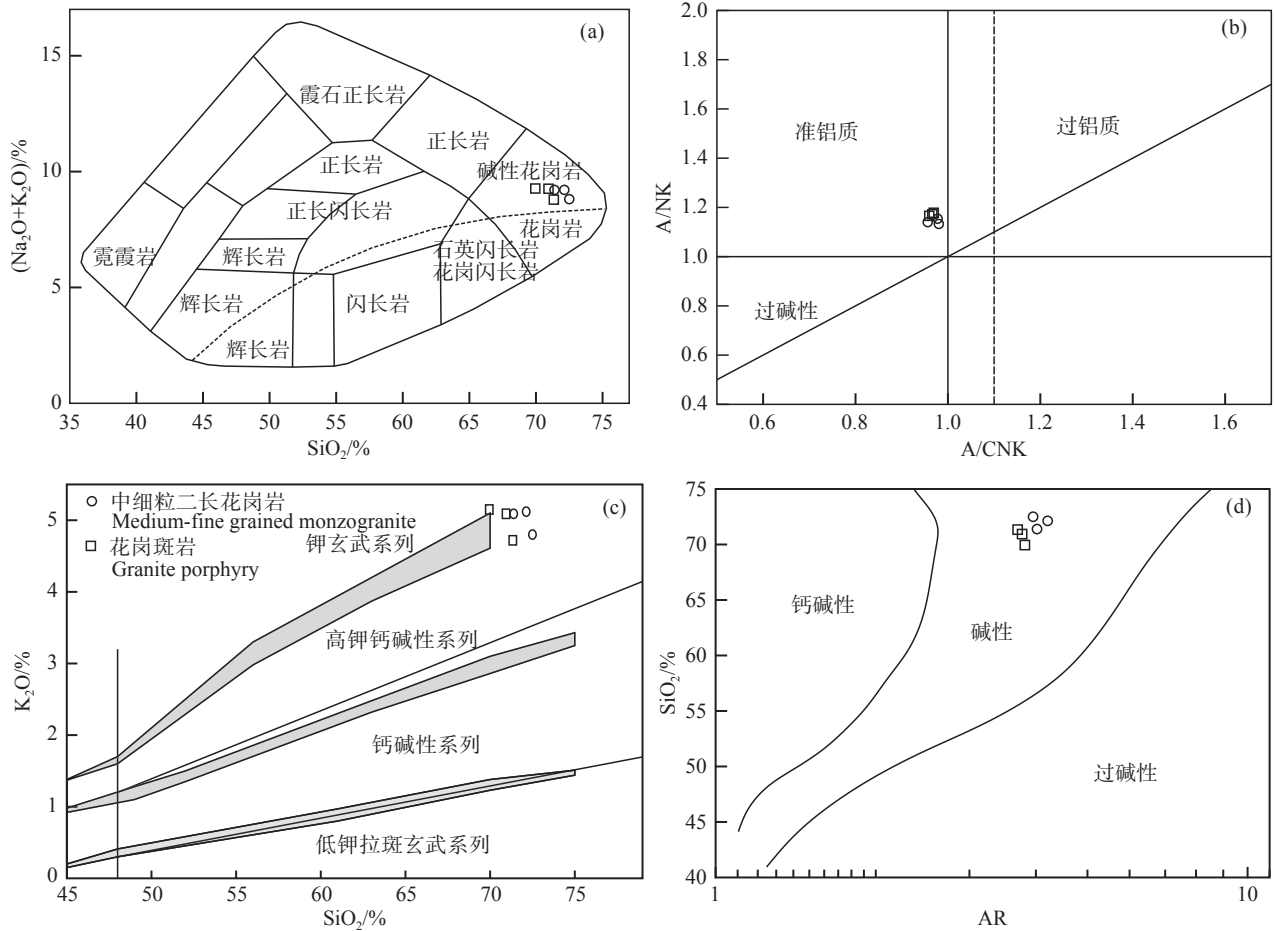 (a)
15
10
5
0
(Na₂O+K₂O)/%
霞石正长岩
正长岩
碱性花岗岩
正长岩
正长闪长岩
花岗岩
石英闪长岩
花岗闪长岩
霓霞岩
辉长岩
辉长岩
闪长岩
辉长岩
35 40 45 50 55 60 65 70 75
SiO₂/%
(b)
2.0
1.8
1.6
1.4
1.2
1.0
0.8
0.6
0.4
A/NK
准铝质
过铝质
过碱性
0.6 0.8 1.0 1.2 1.4 1.6
A/CNK
(c)
中细粒二长花岗岩
Medium-fine grained monzogranite
花岗斑岩
Granite porphyry
钾玄武系列
高钾钙碱性系列
钙碱性系列
低钾拉斑玄武系列
5
4
3
2
1
0
K₂O/%
45 50 55 60 65 70 75
SiO₂/%
(d)
75
70
65
60
55
50
45
40
SiO₂/%
钙碱性
碱性
过碱性
1 10
AR